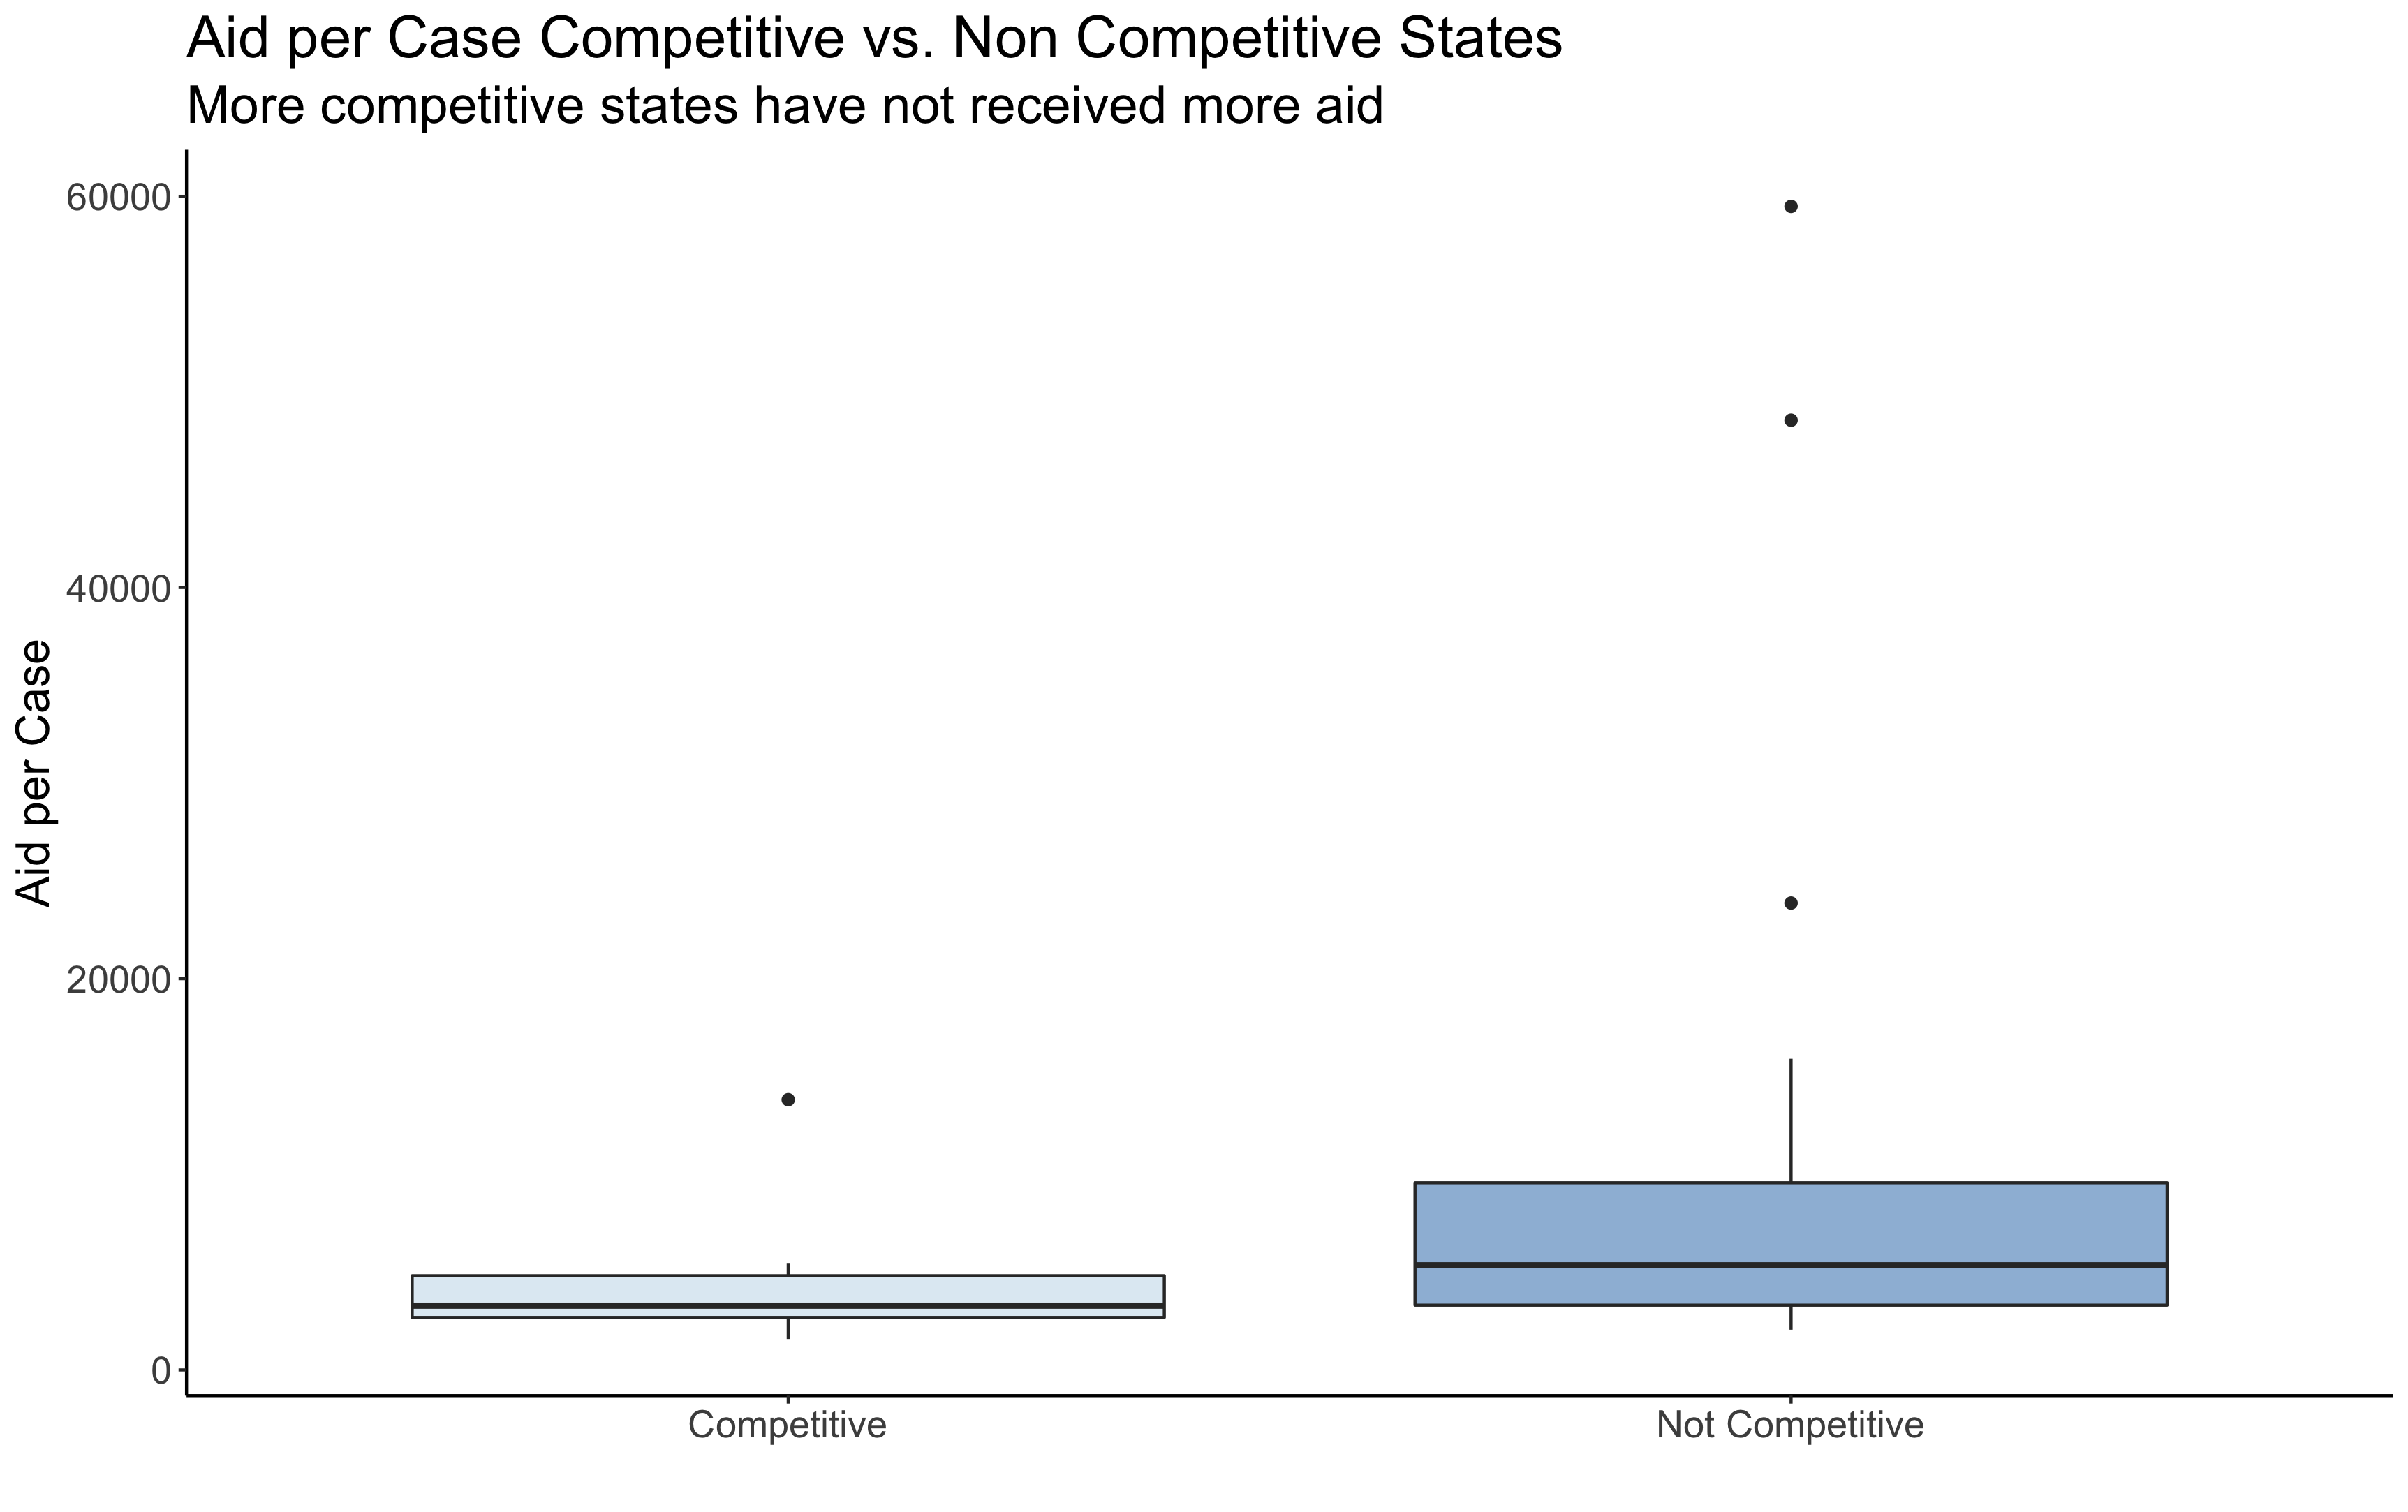 Aid per Case Competitive vs. Non Competitive States
More competitive states have not received more aid
60000
40000
20000
0
Aid per Case
Competitive
Not Competitive